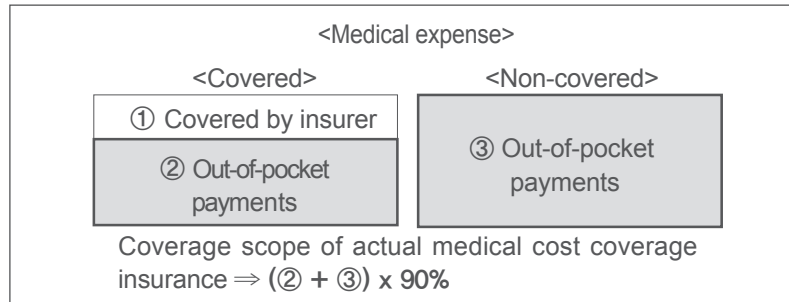 <Medical expense>
<Covered>
<Non-covered>
① Covered by insurer
② Out-of-pocket
payments
③ Out-of-pocket
payments
Coverage scope of actual medical cost coverage
insurance ⇒ (② + ③) x 90%